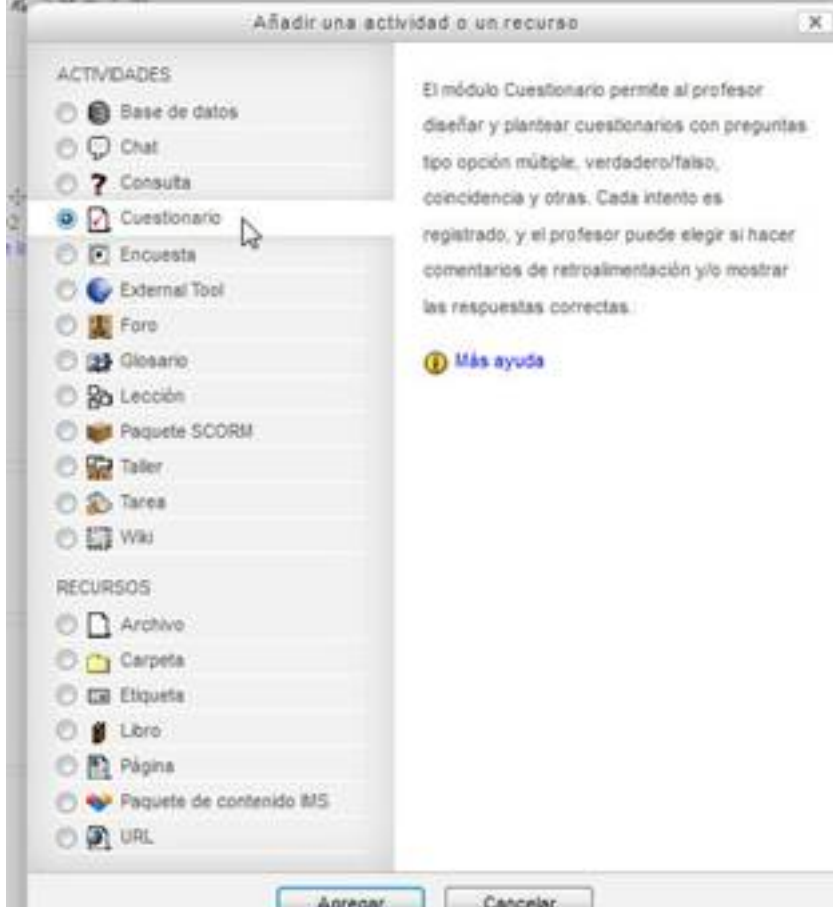 Añadir una actividad o un recurso
ACTIVIDADES
Base de datos
Chat
Consulta
Cuestionario
Encuesta
External Tool
Foro
Glosario
Lección
Paquete SCORM
Taller
Tarea
Wiki
RECURSOS
Archivo
Carpeta
Etiqueta
Libro
Página
Paquete de contenido IMS
URL
El módulo Cuestionario permite al profesor
diseñar y plantear cuestionarios con preguntas
tipo opción múltiple, verdadero/falso,
coincidencia y otras. Cada intento es
registrado, y el profesor puede elegir si hacer
comentarios de retroalimentación y/o mostrar
las respuestas correctas.
Más ayuda
Agregar
Cancelar